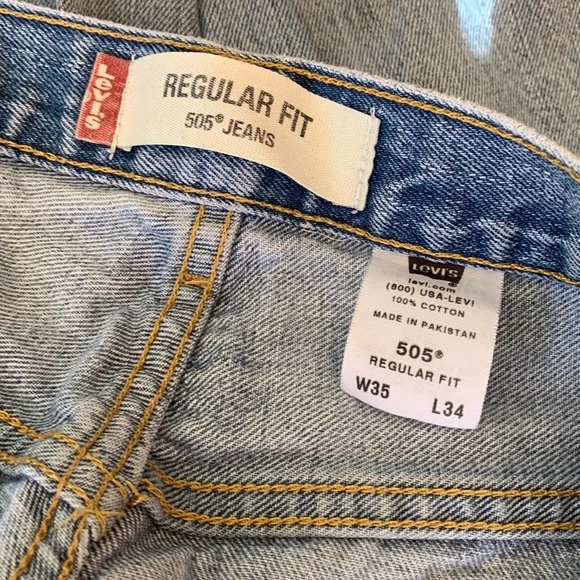 Levi's
REGULAR FIT
505® JEANS
Levi's
®
levi.com
(800) USA-LEVI
100% COTTON
MADE IN PAKISTAN
505®
REGULAR FIT
W35 L34